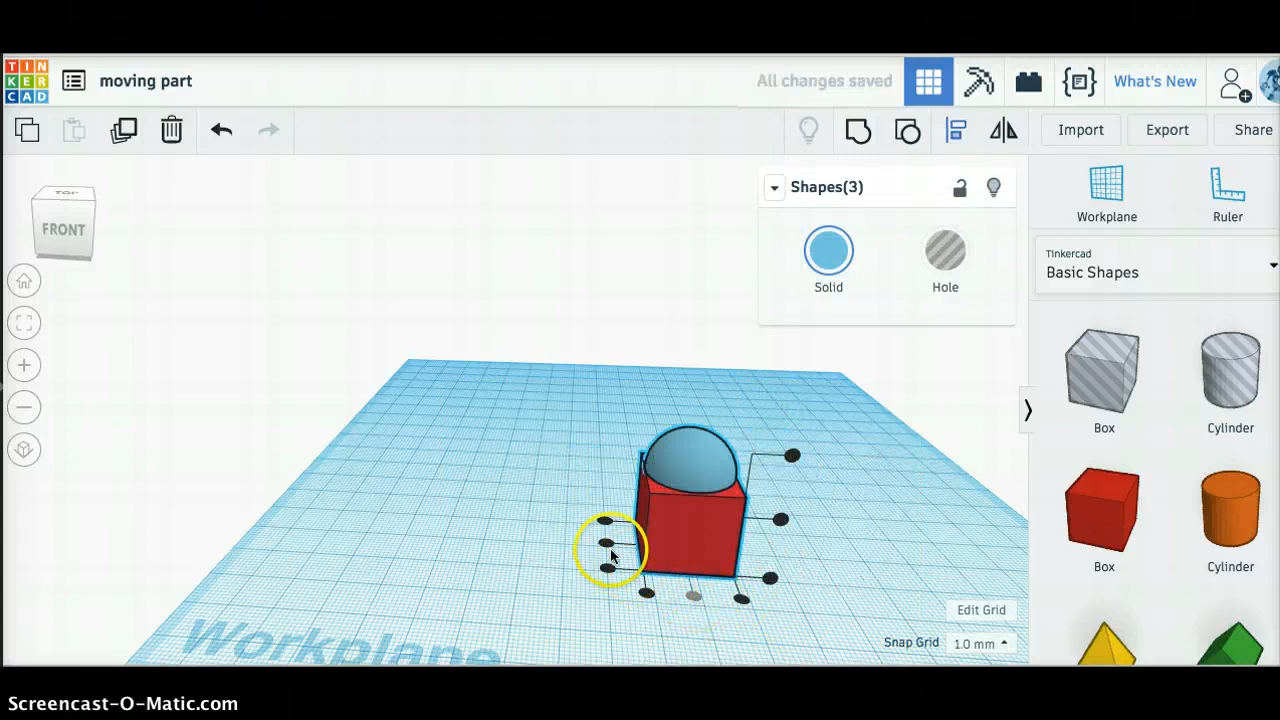 TIN
KER
CAD
moving part
All changes saved
What's New
Import
Export
Share
TOP
FRONT
Shapes(3)
Solid
Hole
Workplane
Ruler
Tinkercad
Basic Shapes
Box
Cylinder
Box
Cylinder
Workplane
Edit Grid
Snap Grid 1.0 mm
Screencast-O-Matic.com